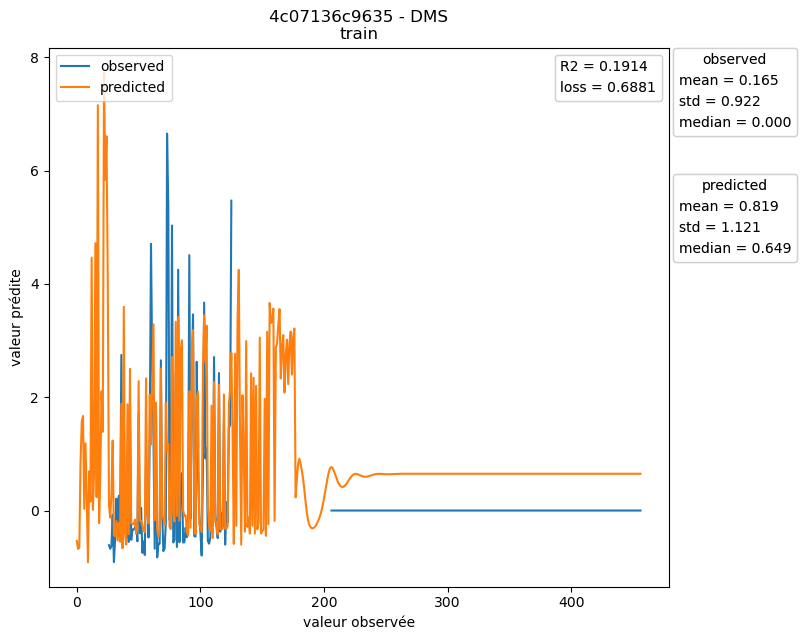 4c07136c9635 - DMS
train
observed
predicted
R2 = 0.1914
loss = 0.6881
observed
mean = 0.165
std = 0.922
median = 0.000
predicted
mean = 0.819
std = 1.121
median = 0.649
valeur prédite
8
6
4
2
0
0
100
200
300
400
valeur observée